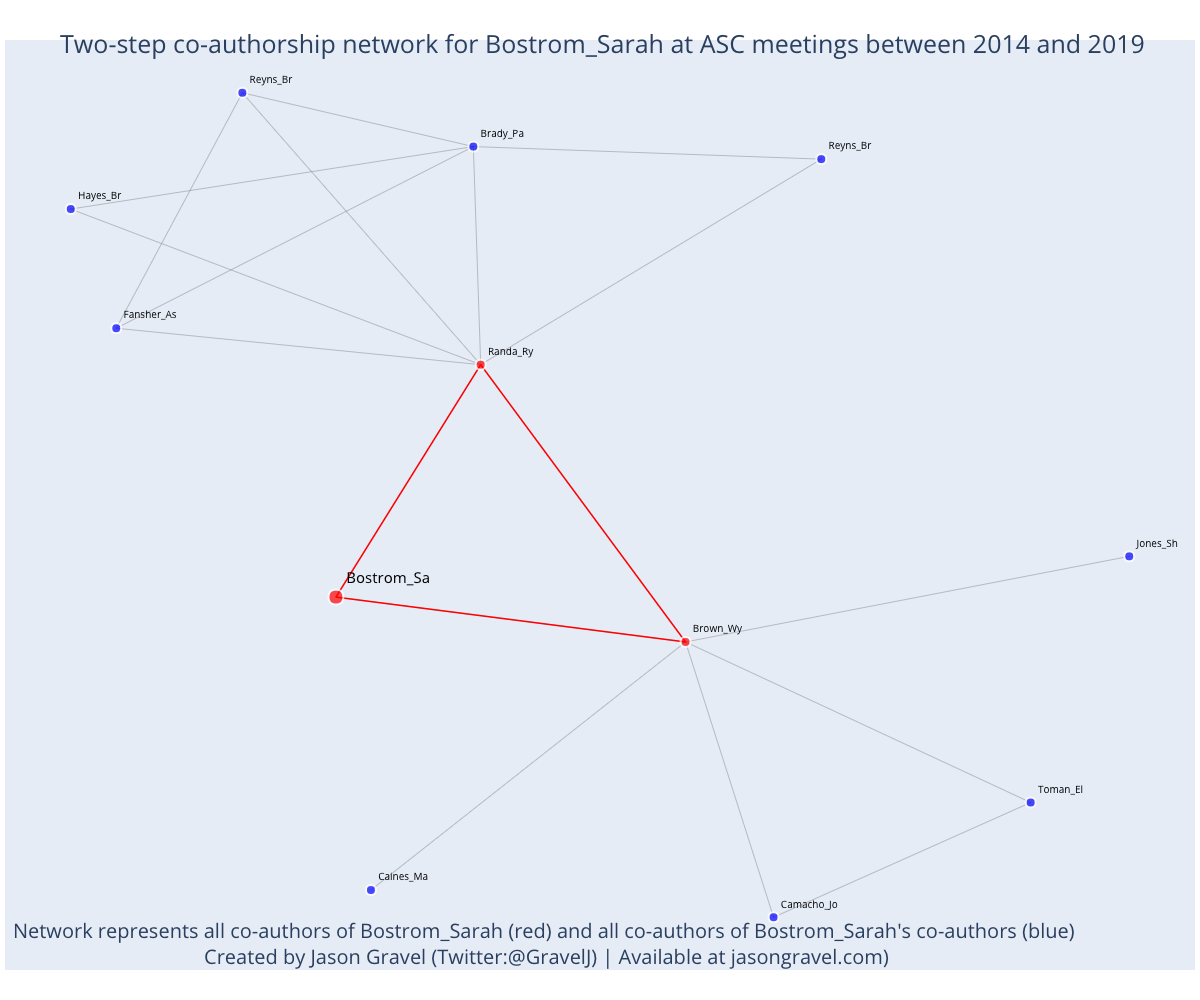 Two-step co-authorship network for Bostrom_Sarah at ASC meetings between 2014 and 2019
Reyns_Br
Brady_Pa
Reyns_Br
Hayes_Br
Fansher_As
Randa_Ry
Jones_Sh
Bostrom_Sa
Brown_Wy
Toman_El
Caines_Ma
Camacho_Jo
Network represents all co-authors of Bostrom_Sarah (red) and all co-authors of Bostrom_Sarah's co-authors (blue)
Created by Jason Gravel (Twitter:@GravelJ) | Available at jasongravel.com)